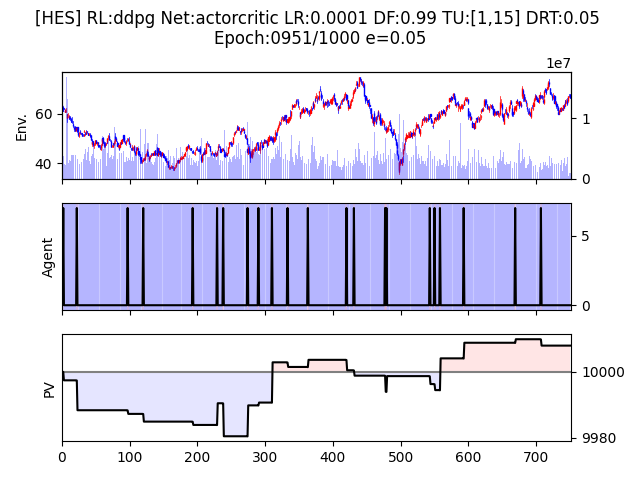 [HES] RL:ddpg Net:actorcritic LR:0.0001 DF:0.99 TU:[1,15] DRT:0.05
Epoch:0951/1000 e=0.05
1e7
Env.
60
40
1
0
Agent
5
0
PV
10000
9980
0 100 200 300 400 500 600 700